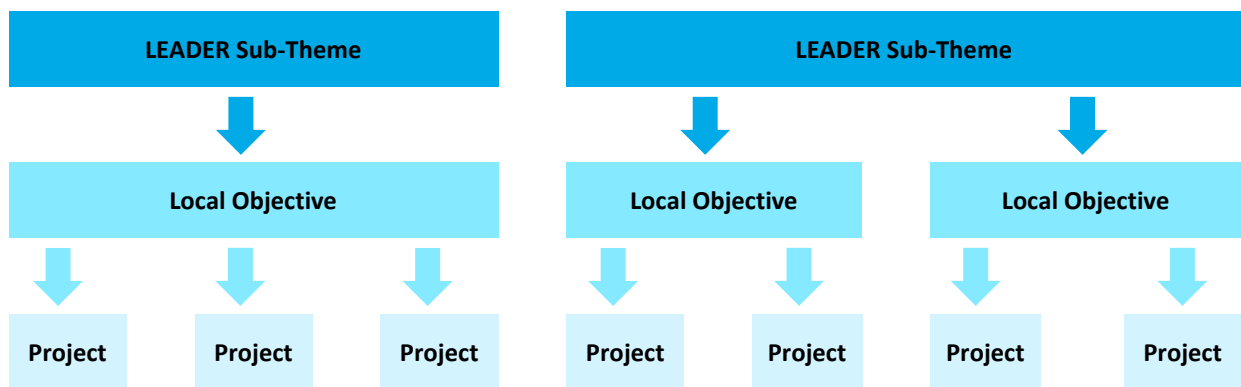 LEADER Sub-Theme
LEADER Sub-Theme
Local Objective
Local Objective
Local Objective
Project
Project
Project
Project
Project
Project
Project